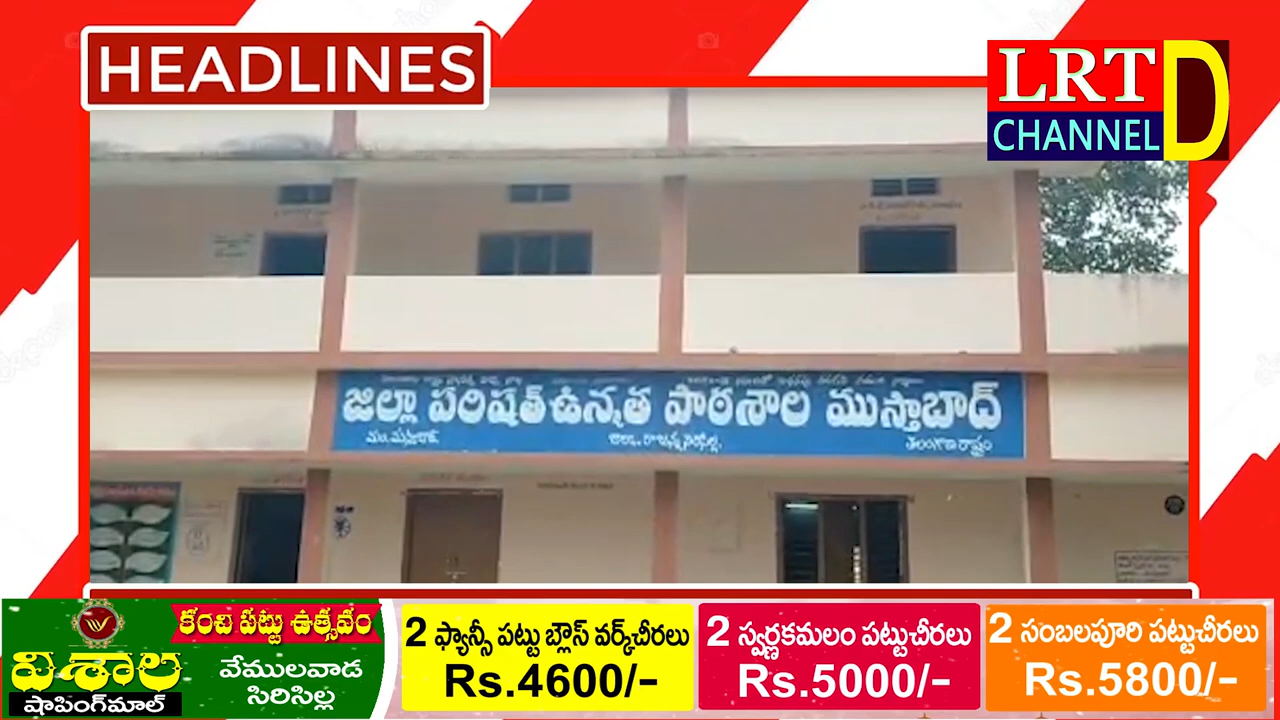 HEADLINES
LRT D
CHANNEL
జిల్లా పరిషత్ ఉన్నత పాఠశాల ముస్తాబాద్
తెలంగాణ రాష్ట్రం
కంచి పట్టు ఉత్సవం
విశాల
షాపింగ్‌మాల్
వేములవాడ
సిరిసిల్ల
2 ఫ్యాన్సీ పట్టు బ్లౌస్ వర్క్‌చీరలు
Rs.4600/-
2 స్వర్ణకమలం పట్టుచీరలు
Rs.5000/-
2 సంబలపూరి పట్టుచీరలు
Rs.5800/-